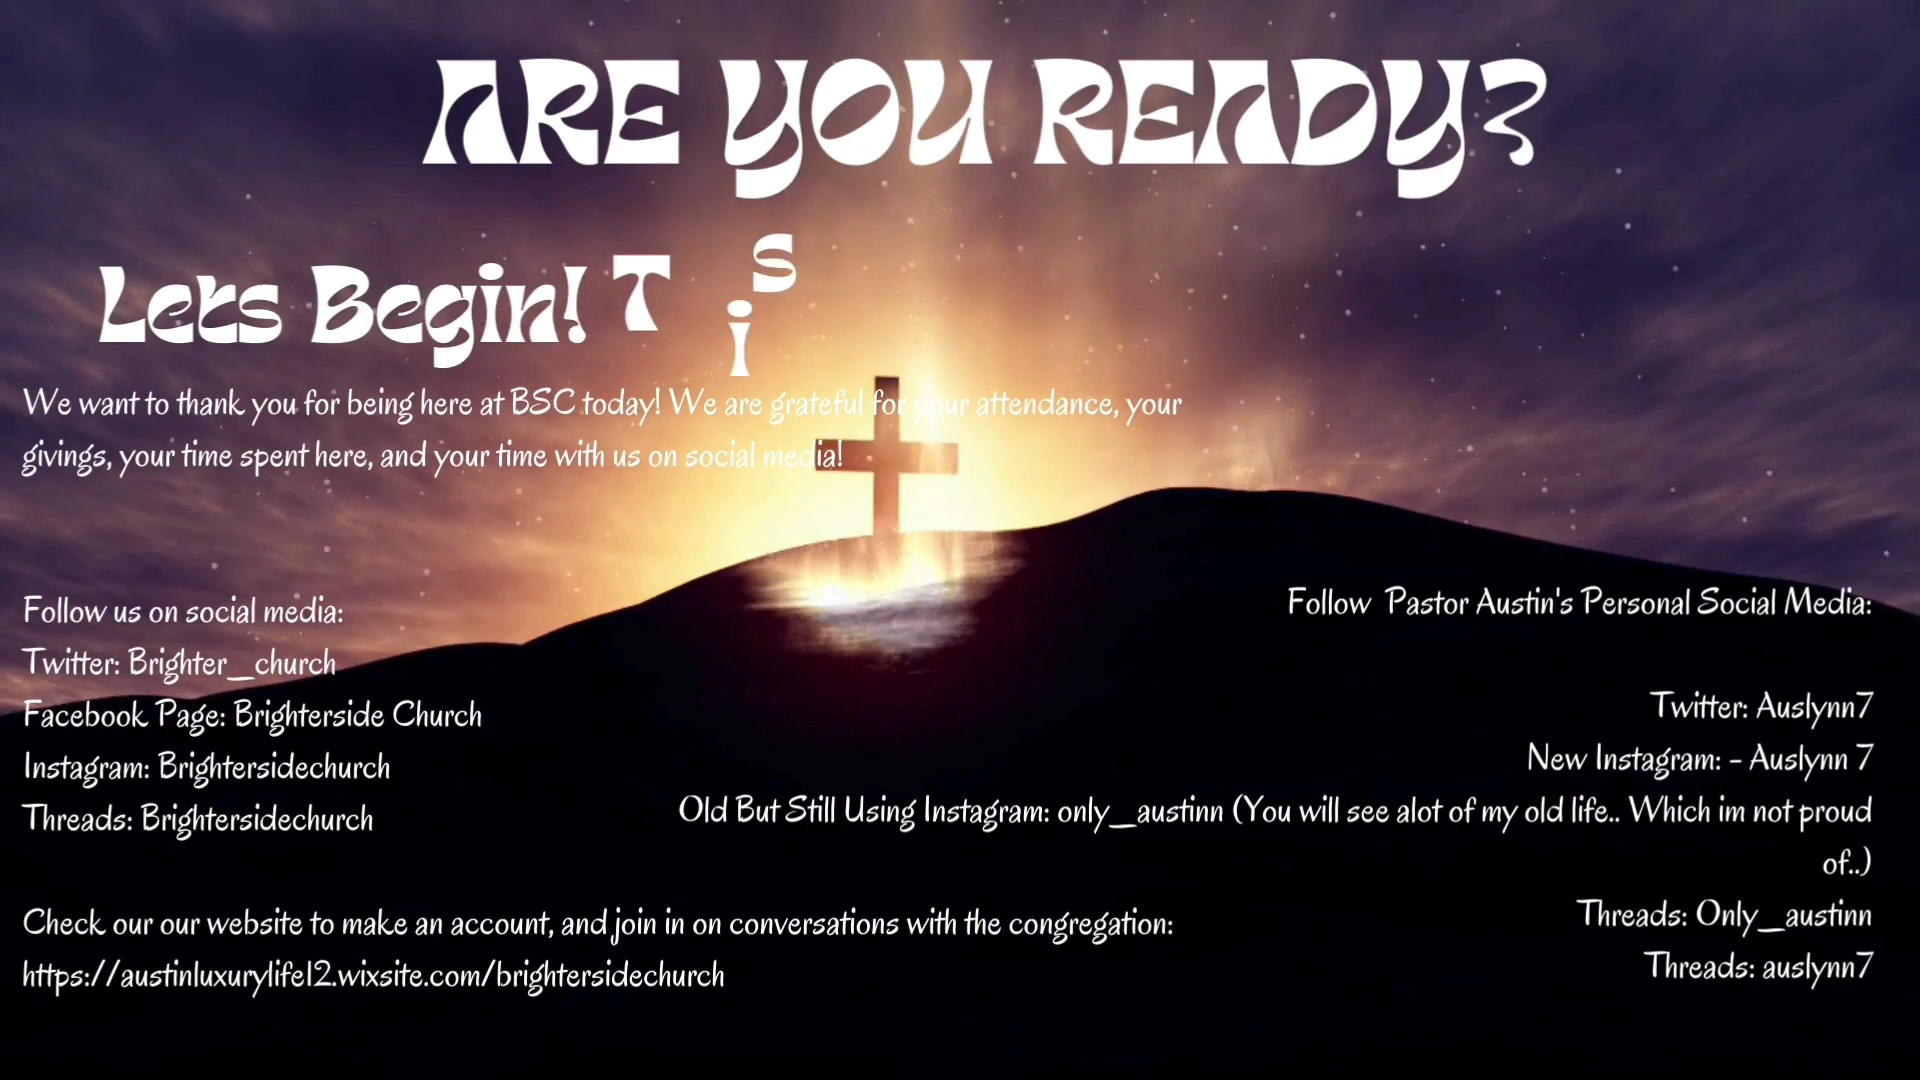 ARE YOU READY?
Lets Begin! T is
We want to thank you for being here at BSC today! We are grateful for your attendance, your
givings, your time spent here, and your time with us on social media!
Follow us on social media:
Twitter: Brighter__church
Facebook Page: Brighterside Church
Instagram: Brightersidechurch
Threads: Brightersidechurch
Follow Pastor Austin's Personal Social Media:
Twitter: Auslynn7
New Instagram: - Auslynn 7
Old But Still Using Instagram: only__austinn (You will see alot of my old life.. Which im not proud
of..)
Threads: Only__austinn
Threads: auslynn7
Check our our website to make an account, and join in on conversations with the congregation:
https://austinluxurylife12.wixsite.com/brightersidechurch